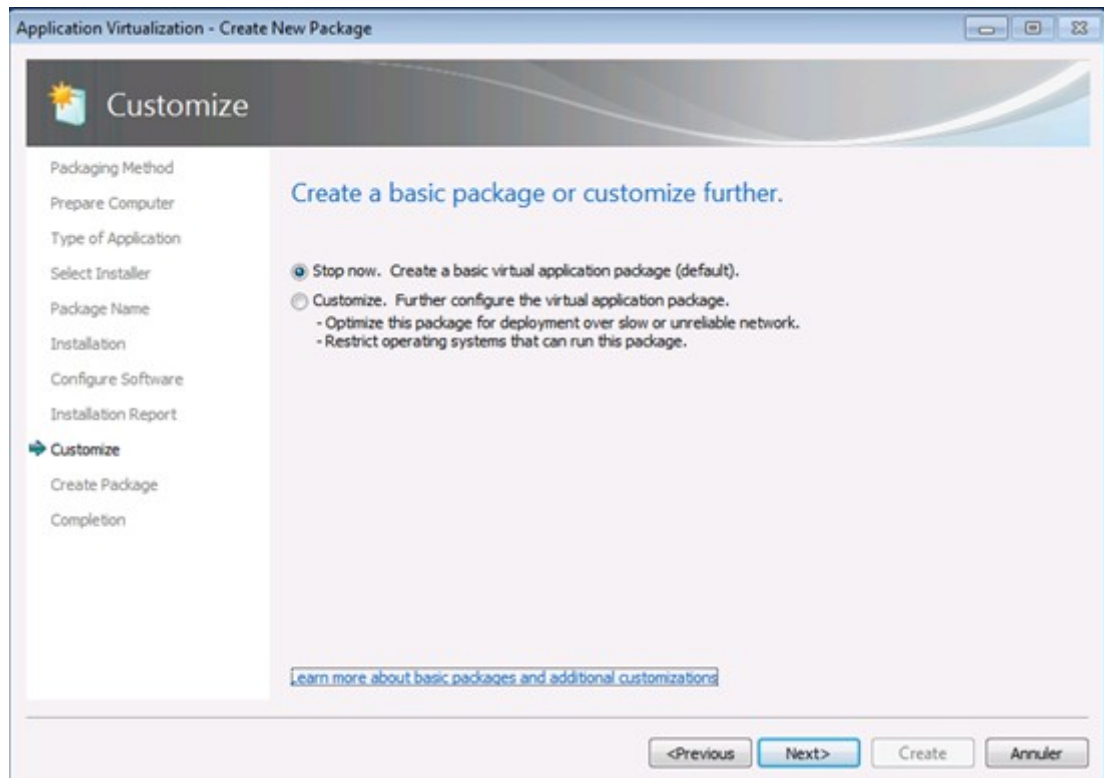 Application Virtualization - Create New Package
Customize
Packaging Method
Prepare Computer
Type of Application
Select Installer
Package Name
Installation
Configure Software
Installation Report
Customize
Create Package
Completion
Create a basic package or customize further.
Stop now. Create a basic virtual application package (default).
Customize. Further configure the virtual application package.
- Optimize this package for deployment over slow or unreliable network.
- Restrict operating systems that can run this package.
Learn more about basic packages and additional customizations
<Previous
Next>
Create
Annuler